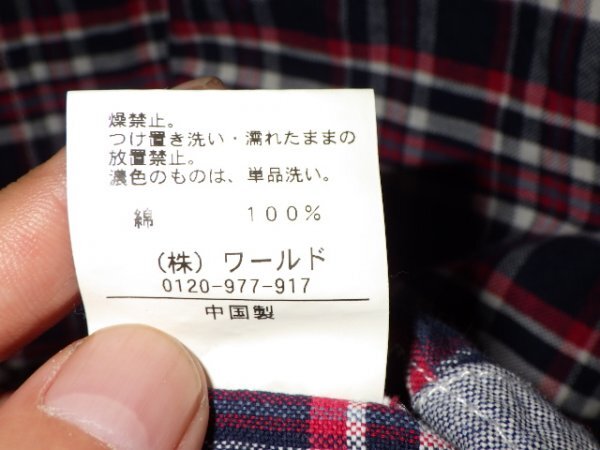 燥禁止。
つけ置き洗い・濡れたままの
放置禁止。
濃色のものは、単品洗い。
綿 100%
(株) ワールド
0120-977-917
中国製